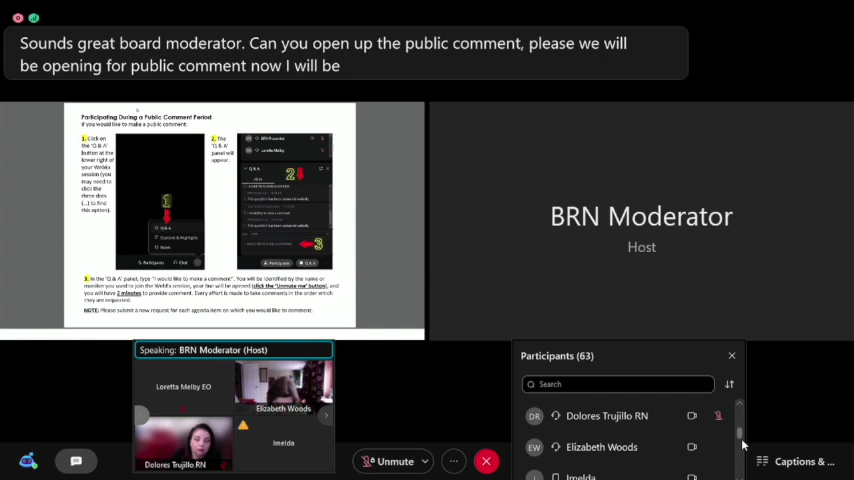 Sounds great board moderator. Can you open up the public comment, please we will
be opening for public comment now I will be
Participating During a Public Comment Period
If you would like to make a public comment:
1. Click on
the 'Q & A'
button at the
lower right of
your WebEx
session (you
may need to
click the
three dots
(...) to find
this option).
1
2. The
'Q & A'
panel will
appear.
2
3
3. In the 'Q & A' panel, type "I would like to make a comment". You will be identified by the name or
moniker you used to join the WebEx session, your line will be opened (click the 'Unmute me' button), and
you will have 2 minutes to provide comment. Every effort is made to take comments in the order which
they are requested.
NOTE: Please submit a new request for each agenda item on which you would like to comment.
BRN Moderator
Host
Speaking: BRN Moderator (Host)
Loretta Melby EO
Elizabeth Woods
Dolores Trujillo RN
Imelda
Participants (63)
Search
DR Dolores Trujillo RN
EW Elizabeth Woods
I Imelda
Unmute
Captions & ...